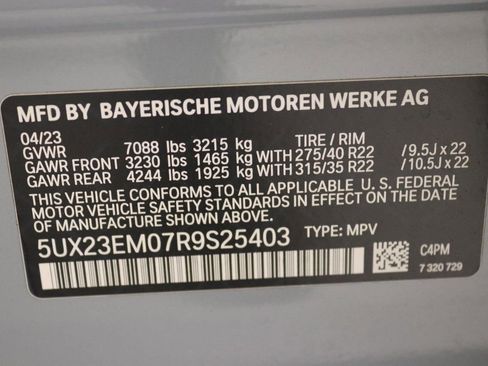 MFD BY BAYERISCHE MOTOREN WERKE AG
04/23 TIRE / RIM
GVWR 7088 lbs 3215 kg
GAWR FRONT 3230 lbs 1465 kg WITH 275/40 R22 /9.5J x 22
GAWR REAR 4244 lbs 1925 kg WITH 315/35 R22 /10.5J x 22
THIS VEHICLE CONFORMS TO ALL APPLICABLE U. S. FEDERAL
MOTOR VEHICLE SAFETY STANDARDS IN EFFECT ON THE DATE
OF MANUFACTURE SHOWN ABOVE.
5UX23EM07R9S25403 TYPE: MPV
C4PM
7 320 729